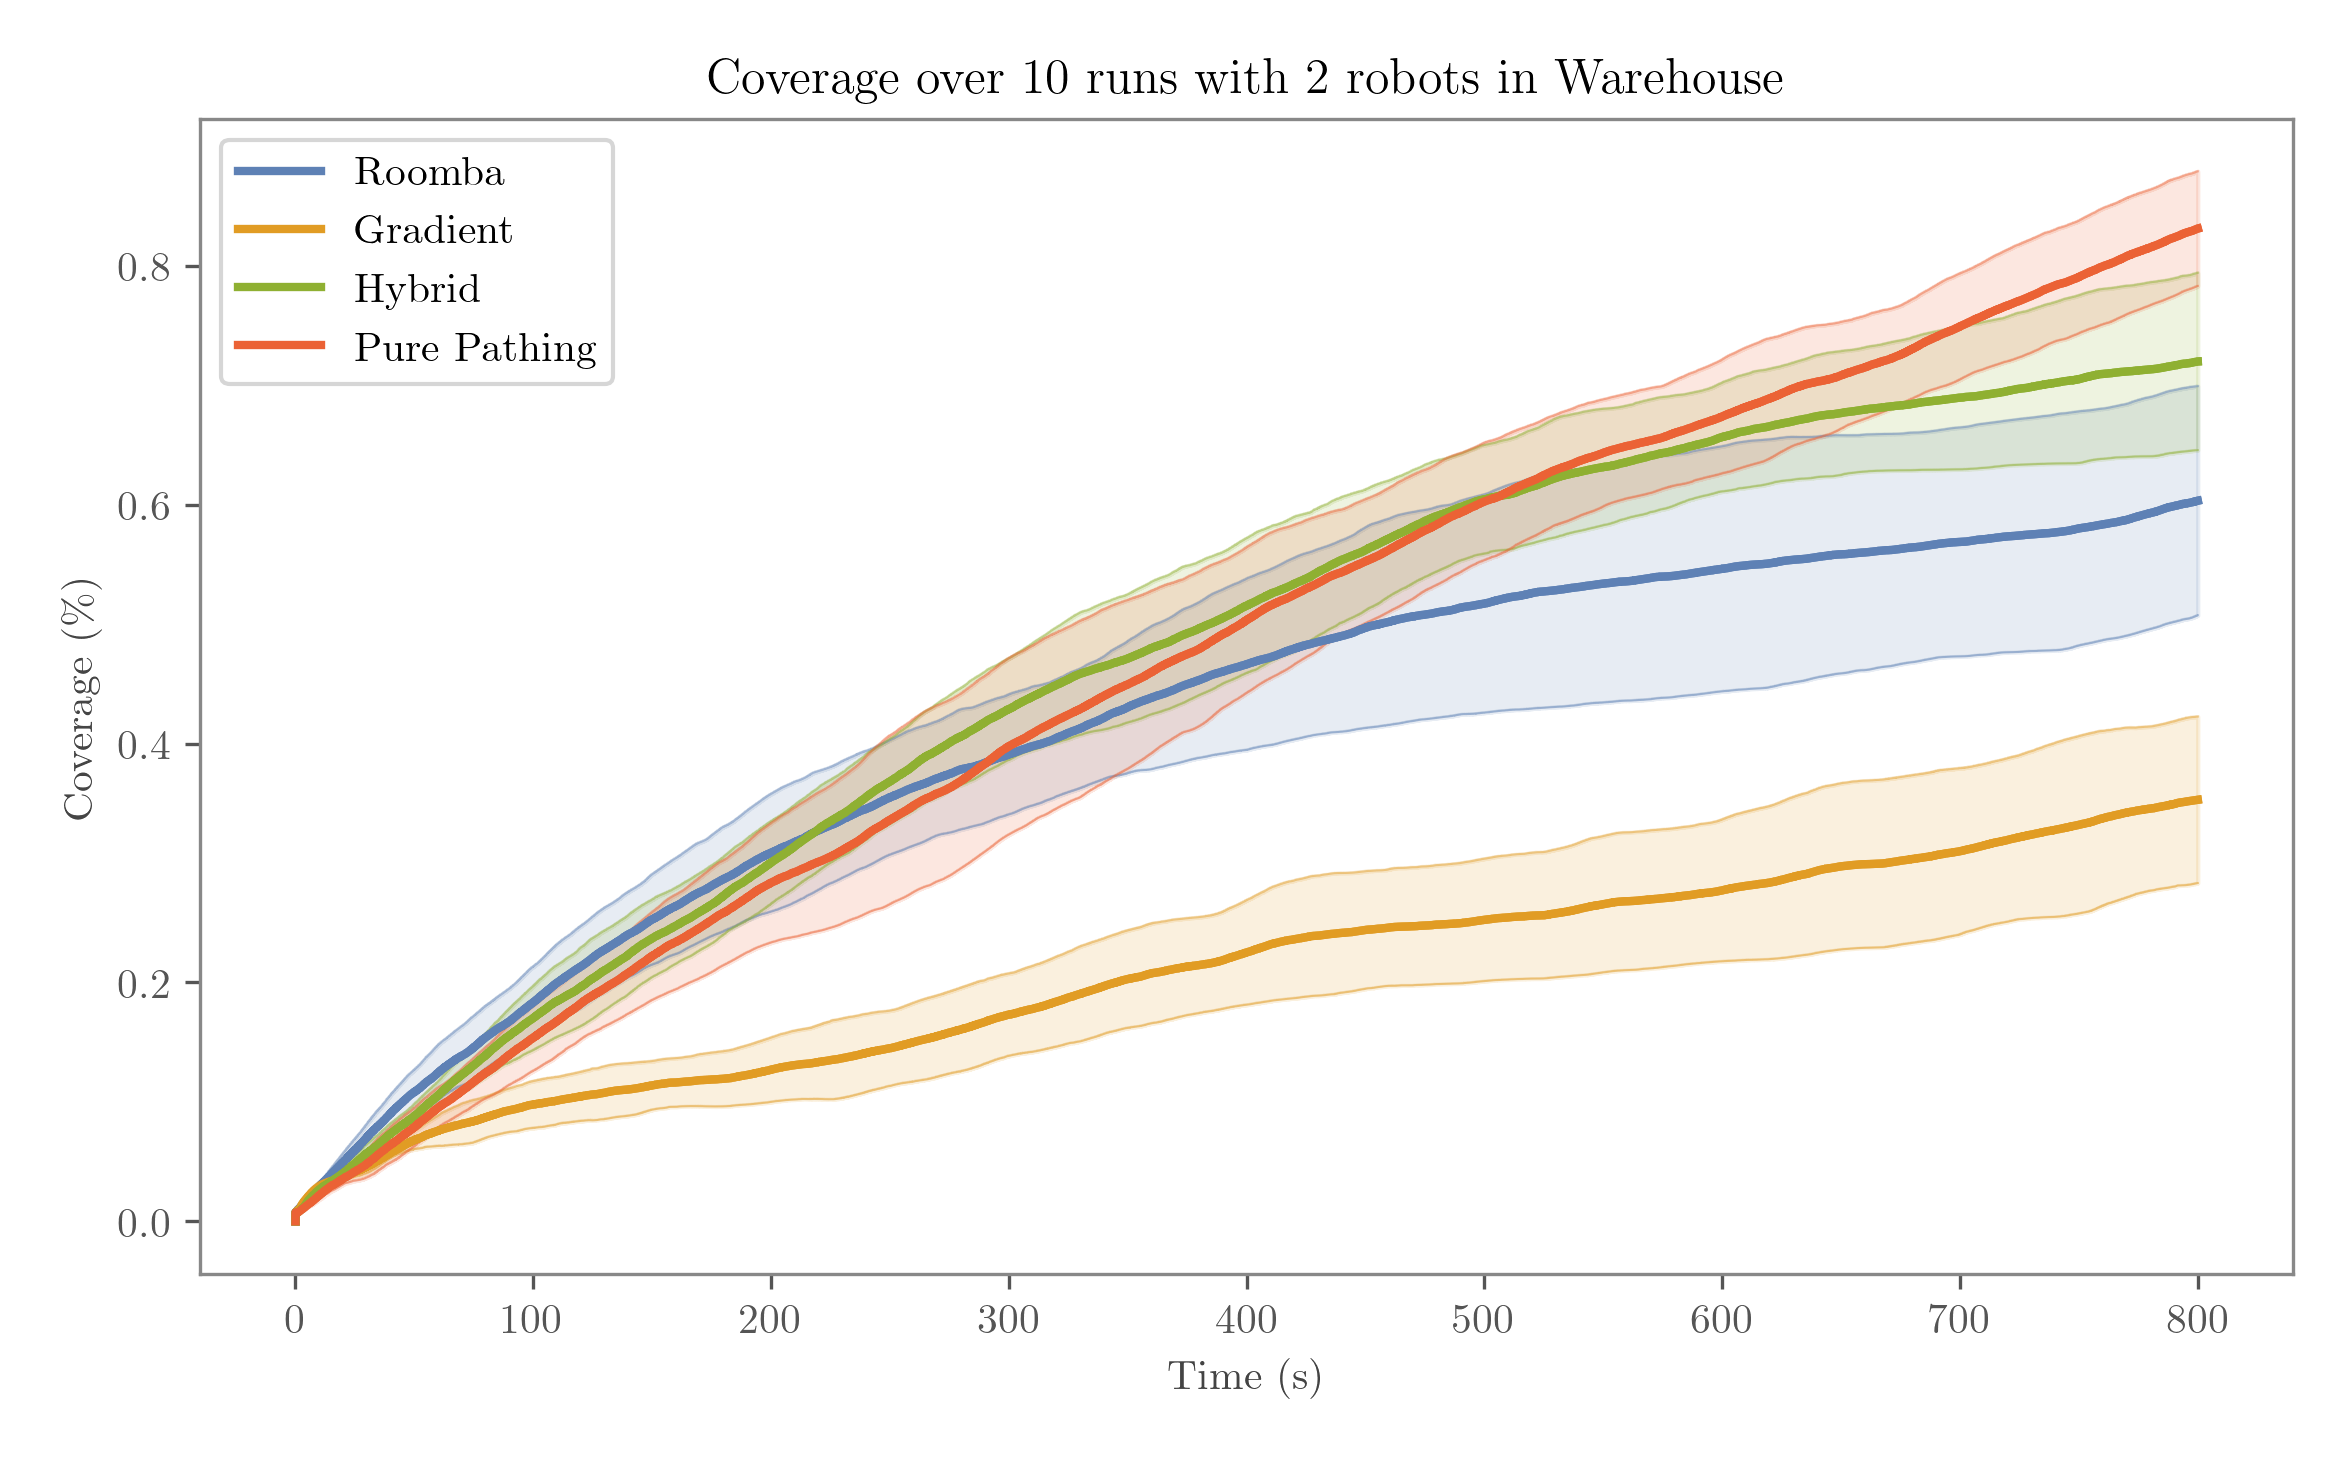 Coverage over 10 runs with 2 robots in Warehouse
Roomba
Gradient
Hybrid
Pure Pathing
Coverage (%)
0.8
0.6
0.4
0.2
0.0
0 100 200 300 400 500 600 700 800
Time (s)